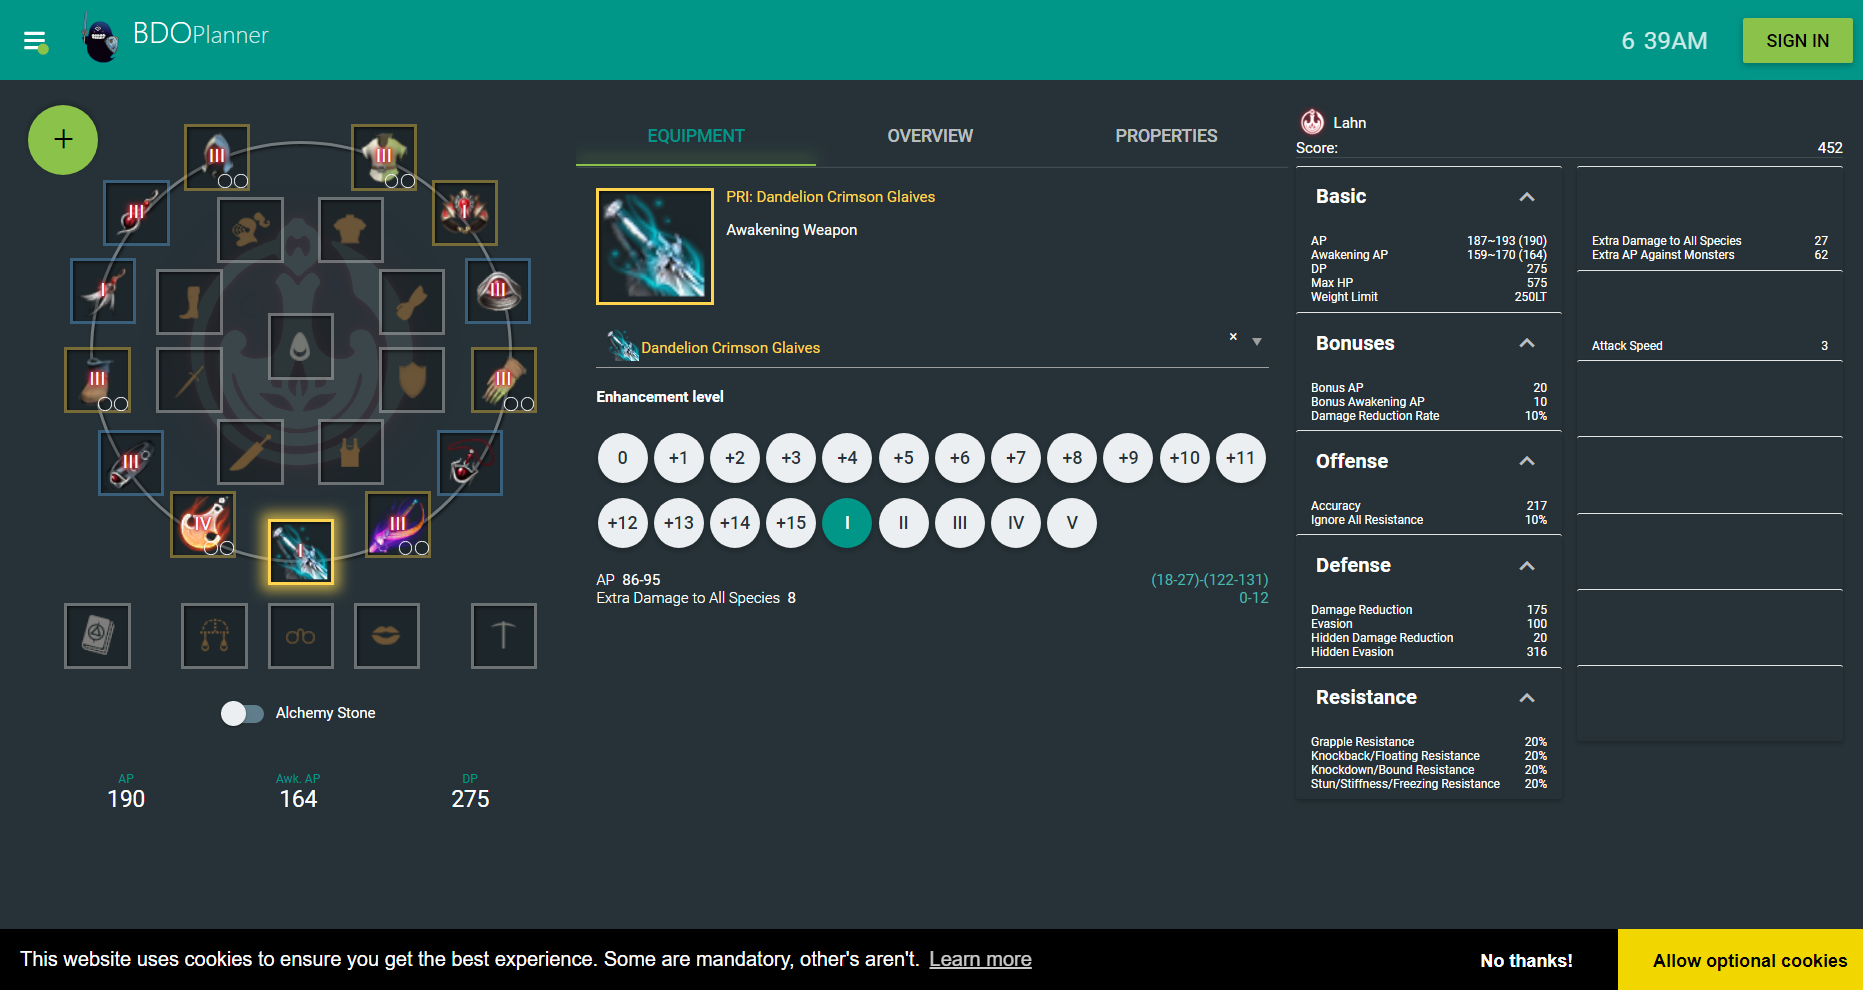 BDOPlanner
6 39AM
SIGN IN
+
III
III
III
I
I
III
III
III
III
IV
III
I
Alchemy Stone
AP
Awk. AP
DP
190
164
275
EQUIPMENT
OVERVIEW
PROPERTIES
PRI: Dandelion Crimson Glaives
Awakening Weapon
Dandelion Crimson Glaives
×
Enhancement level
0 +1 +2 +3 +4 +5 +6 +7 +8 +9 +10 +11
+12 +13 +14 +15 I II III IV V
AP 86-95 (18-27)-(122-131)
Extra Damage to All Species 8 0-12
Lahn
Score: 452
Basic
AP 187~193 (190)
Awakening AP 159~170 (164)
DP 275
Max HP 575
Weight Limit 250LT
Bonuses
Bonus AP 20
Bonus Awakening AP 10
Damage Reduction Rate 10%
Offense
Accuracy 217
Ignore All Resistance 10%
Defense
Damage Reduction 175
Evasion 100
Hidden Damage Reduction 20
Hidden Evasion 316
Resistance
Grapple Resistance 20%
Knockback/Floating Resistance 20%
Knockdown/Bound Resistance 20%
Stun/Stiffness/Freezing Resistance 20%
Extra Damage to All Species 27
Extra AP Against Monsters 62
Attack Speed 3
This website uses cookies to ensure you get the best experience. Some are mandatory, other's aren't. Learn more
No thanks!
Allow optional cookies